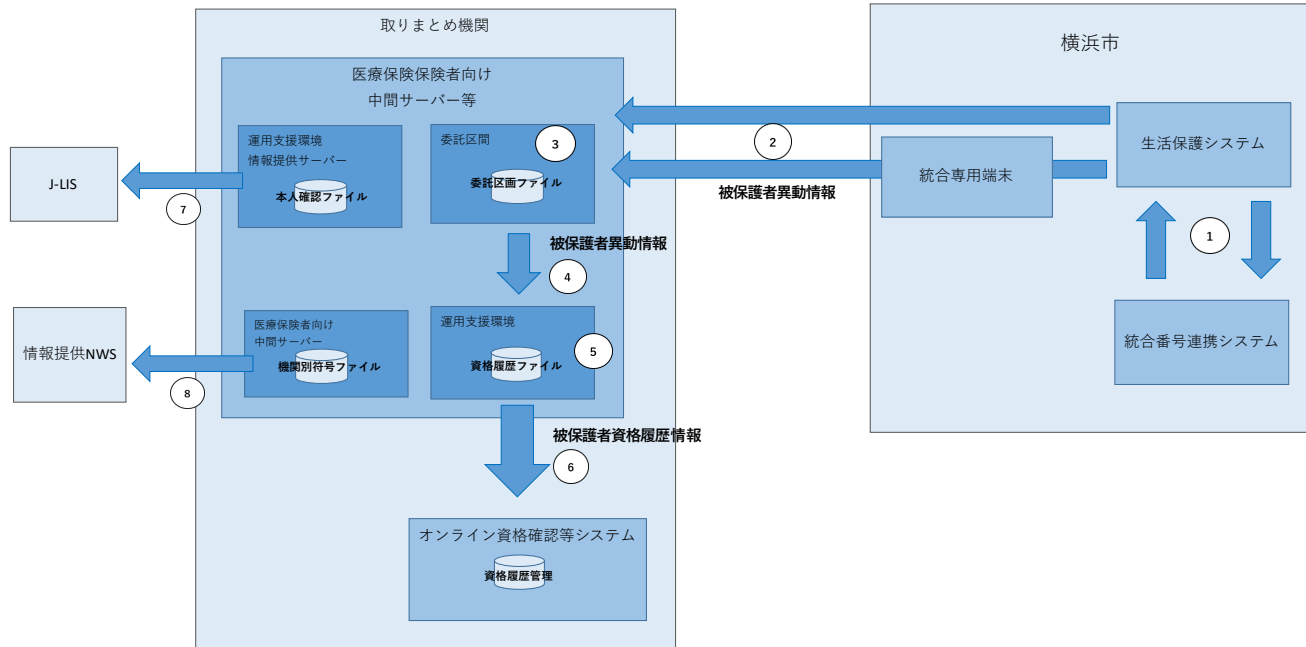 取りまとめ機関
横浜市
医療保険保険者向け
中間サーバー等
運用支援環境
情報提供サーバー
本人確認ファイル
委託区間
3
委託区画ファイル
2
被保護者異動情報
統合専用端末
生活保護システム
J-LIS
7
1
被保護者異動情報
4
統合番号連携システム
情報提供NWS
8
医療保険者向け
中間サーバー
機関別符号ファイル
運用支援環境
5
資格履歴ファイル
被保護者資格履歴情報
6
オンライン資格確認等システム
資格履歴管理